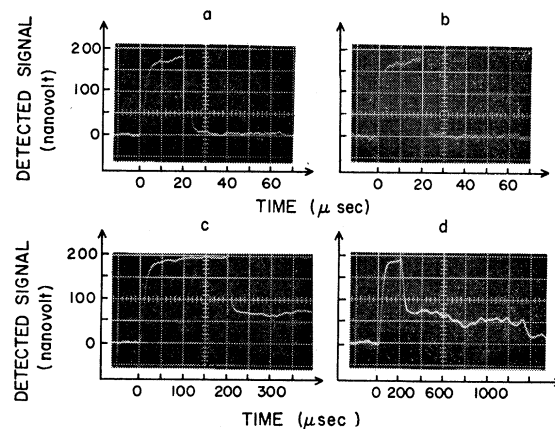 a
b
DETECTED SIGNAL
(nanovolt)
200
100
0
0 20 40 60
0 20 40 60
TIME (μ sec)
c
d
DETECTED SIGNAL
(nanovolt)
200
100
0
0 100 200 300
0 200 600 1000
TIME (μsec)